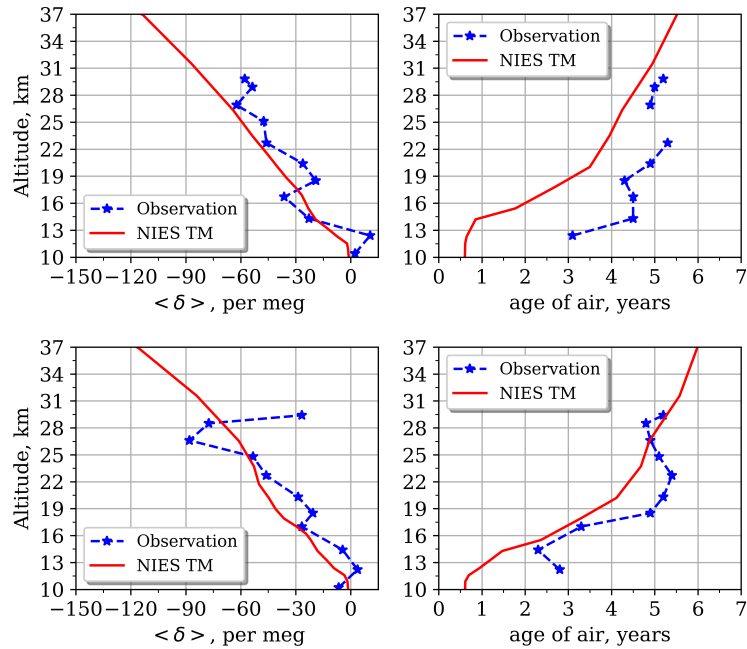 37
34
31
28
25
22
19
16
13
10
Altitude, km
Observation
NIES TM
−150 −120 −90 −60 −30 0
<δ>, per meg
37
34
31
28
25
22
19
16
13
10
Observation
NIES TM
0 1 2 3 4 5 6 7
age of air, years
37
34
31
28
25
22
19
16
13
10
Altitude, km
Observation
NIES TM
−150 −120 −90 −60 −30 0
<δ>, per meg
37
34
31
28
25
22
19
16
13
10
Observation
NIES TM
0 1 2 3 4 5 6 7
age of air, years